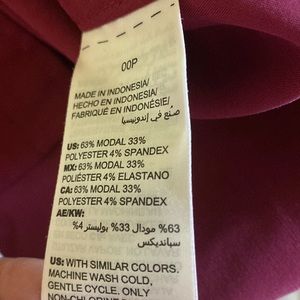 00P
MADE IN INDONESIA/
HECHO EN INDONESIA/
FABRIQUÉ EN INDONÉSIE/
صُنع في إندونيسيا
US: 63% MODAL 33%
POLYESTER 4% SPANDEX
MX: 63% MODAL 33%
POLIÉSTER 4% ELASTANO
CA: 63% MODAL 33%
POLYESTER 4% SPANDEX
AE/KW:
63% مودال 33% بوليستر 4%
سباندیكس
US: WITH SIMILAR COLORS.
MACHINE WASH COLD,
GENTLE CYCLE. ONLY